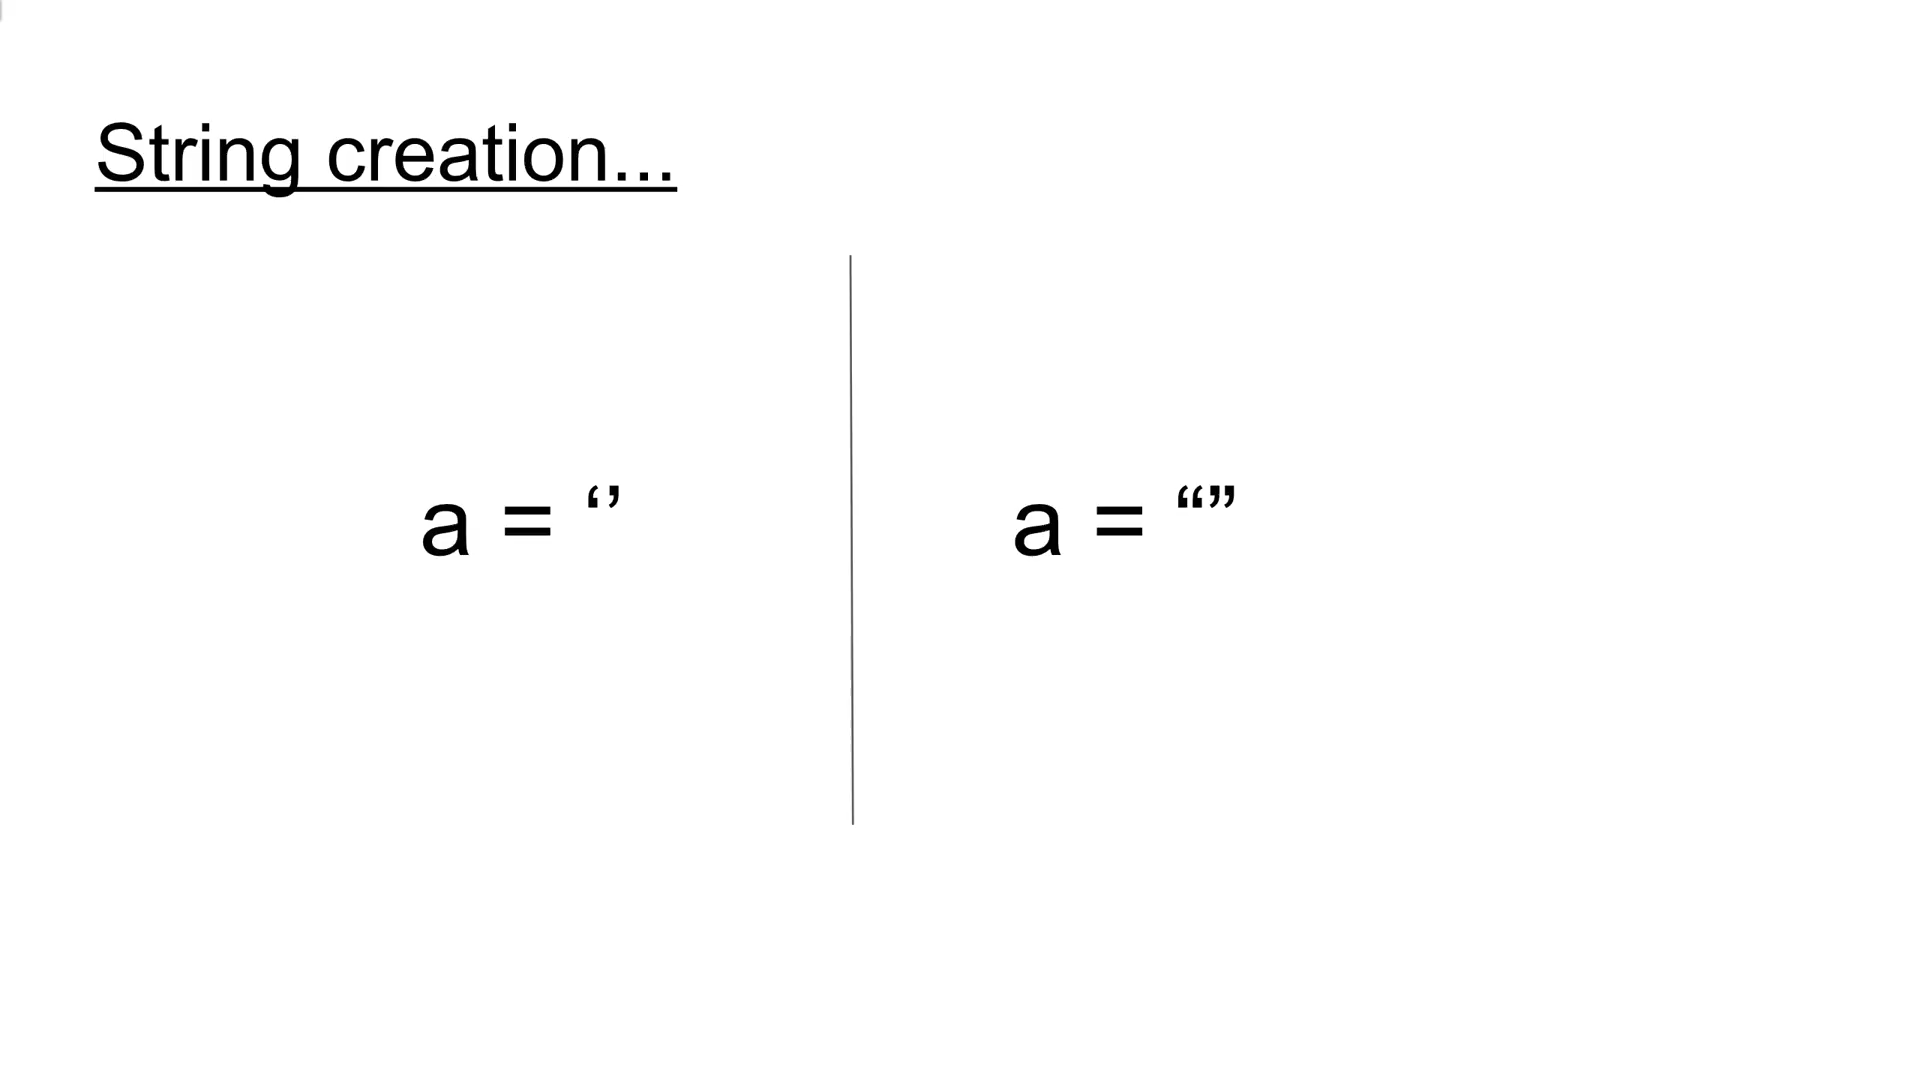 String creation...
a = ‘’
a = “”